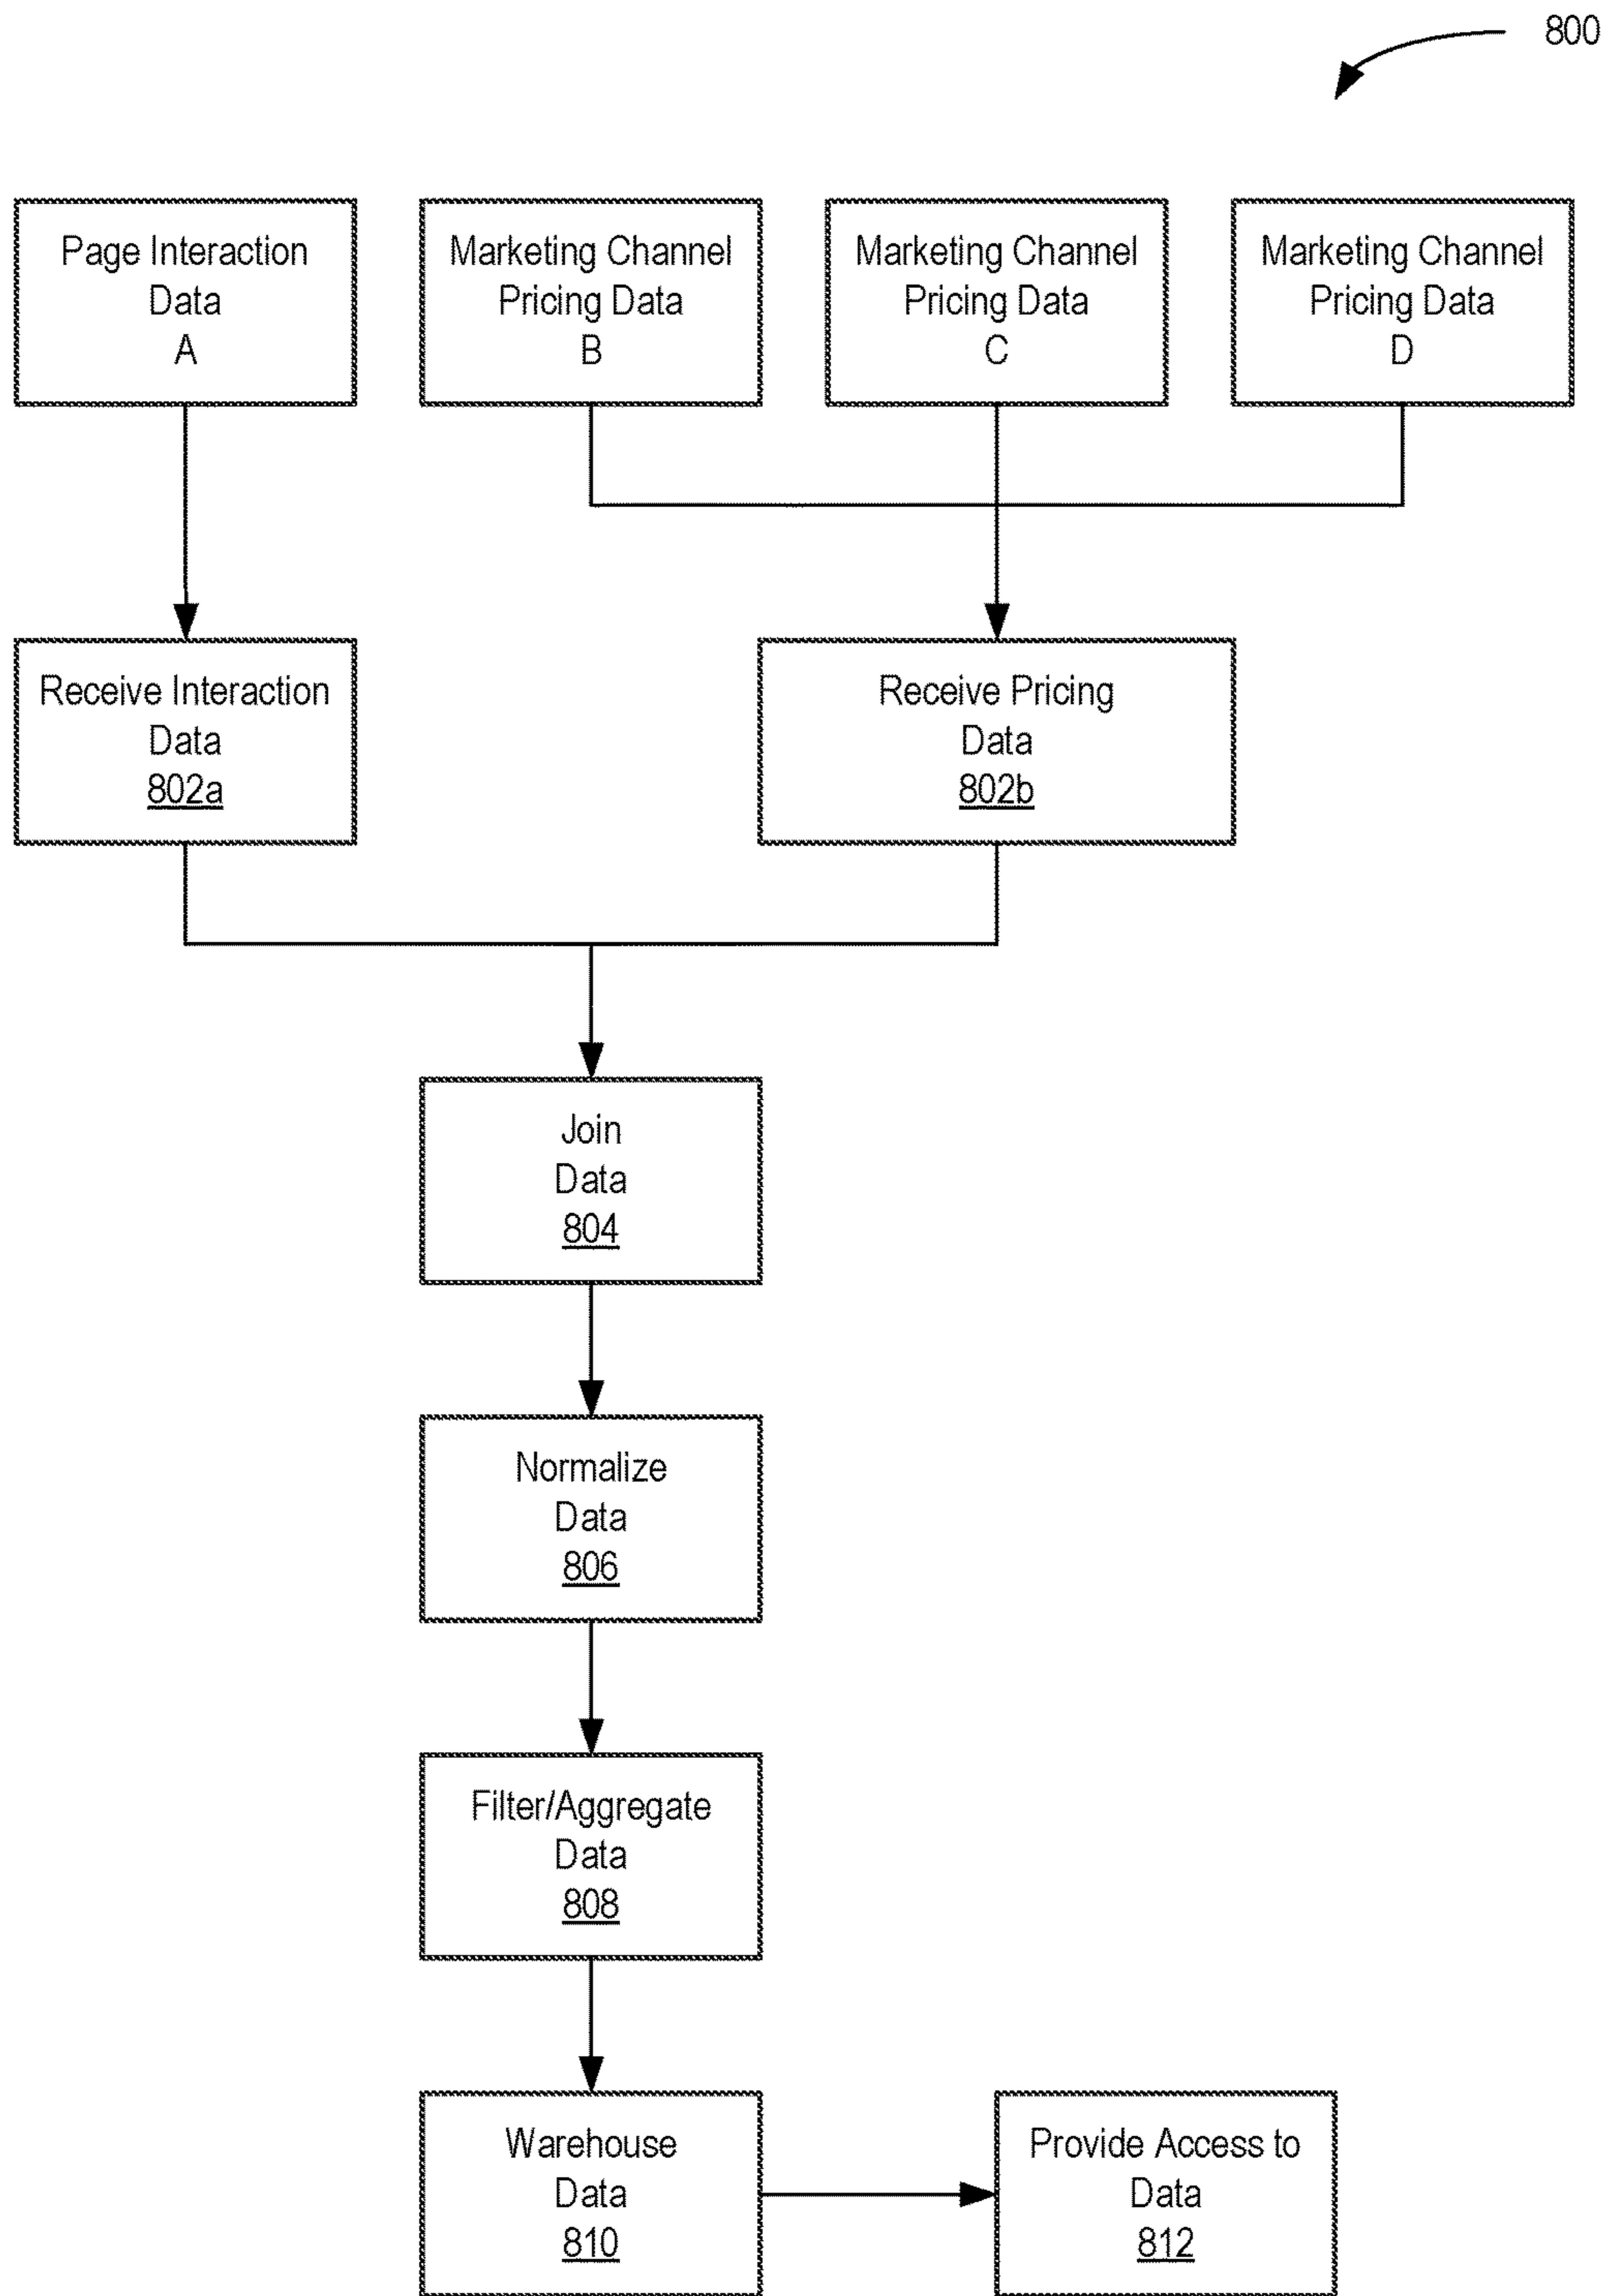 800
Page Interaction
Data
A
Marketing Channel
Pricing Data
B
Marketing Channel
Pricing Data
C
Marketing Channel
Pricing Data
D
Receive Interaction
Data
802a
Receive Pricing
Data
802b
Join
Data
804
Normalize
Data
806
Filter/Aggregate
Data
808
Warehouse
Data
810
Provide Access to
Data
812